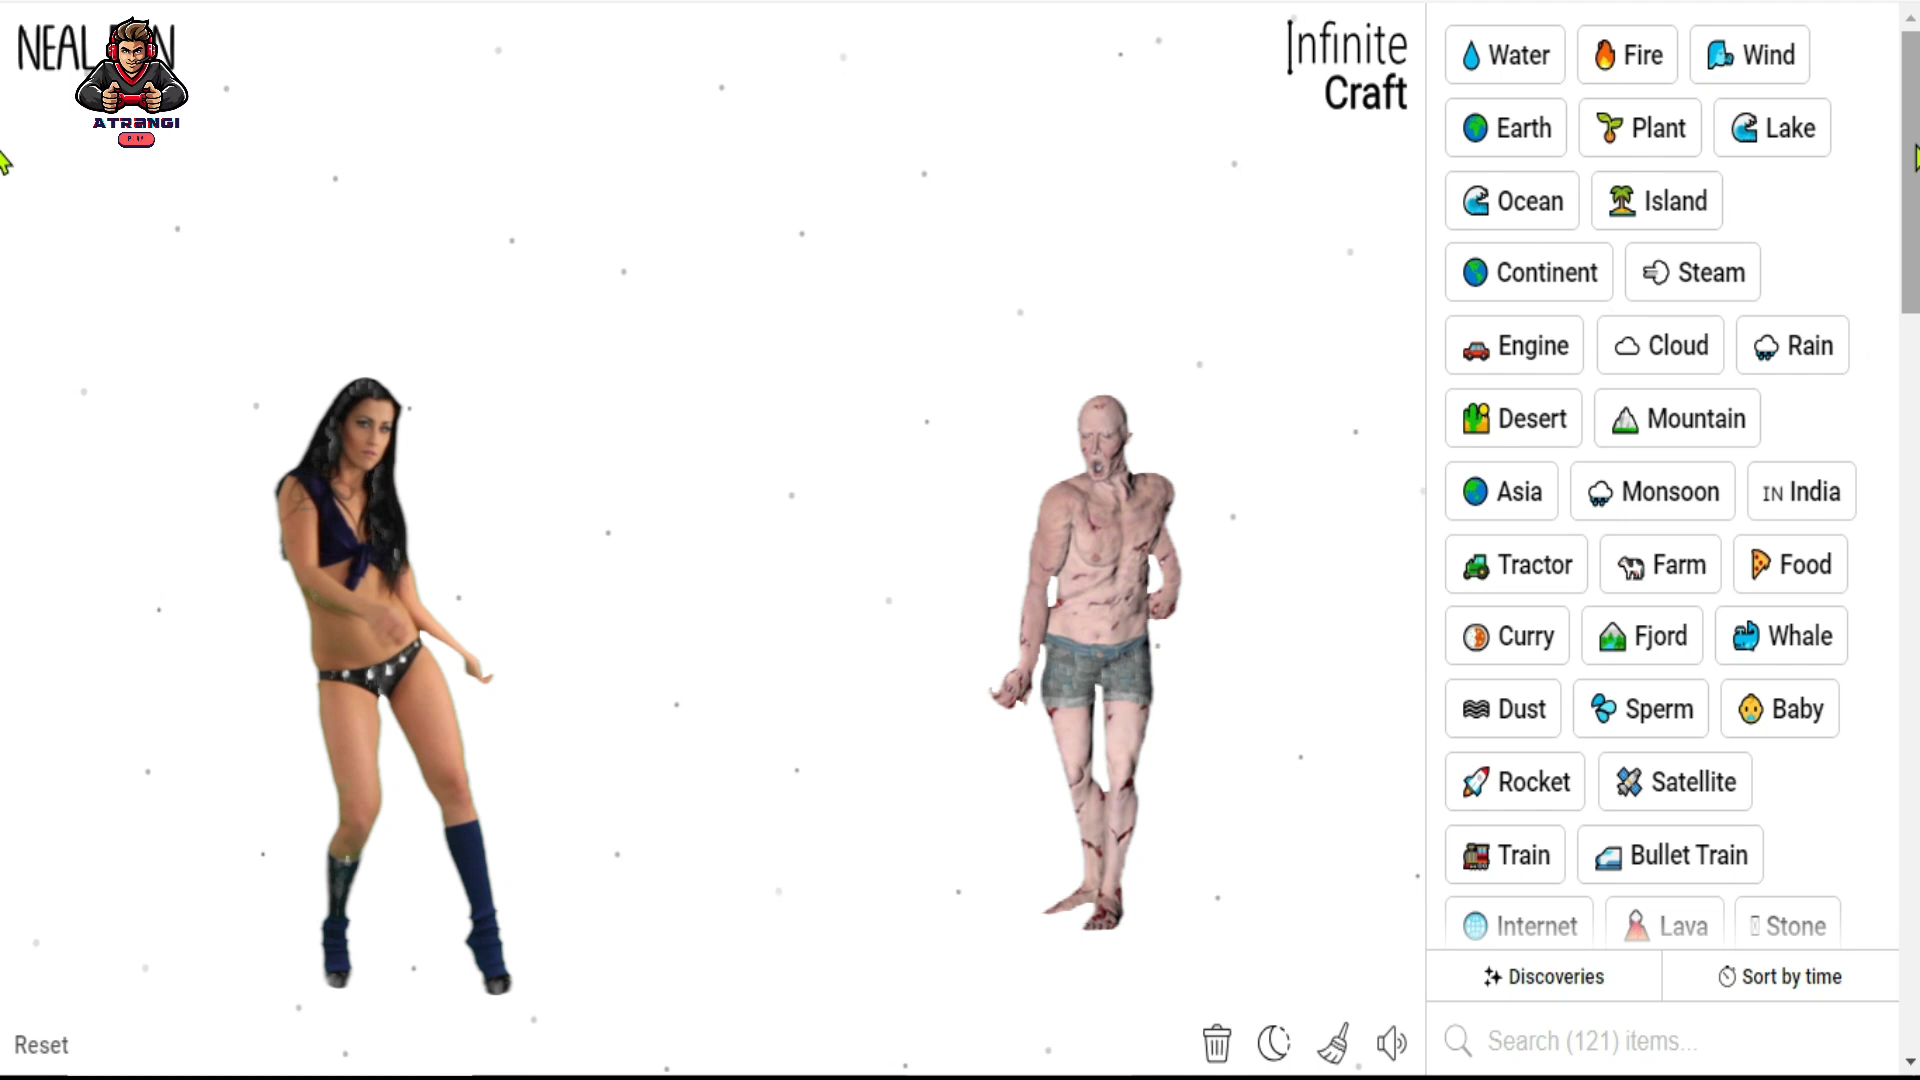 NEAL
N
ATRANGI
Infinite
Craft
Water Fire Wind
Earth Plant Lake
Ocean Island
Continent Steam
Engine Cloud Rain
Desert Mountain
Asia Monsoon IN India
Tractor Farm Food
Curry Fjord Whale
Dust Sperm Baby
Rocket Satellite
Train Bullet Train
Internet Lava Stone
Discoveries Sort by time
Search (121) items...
Reset